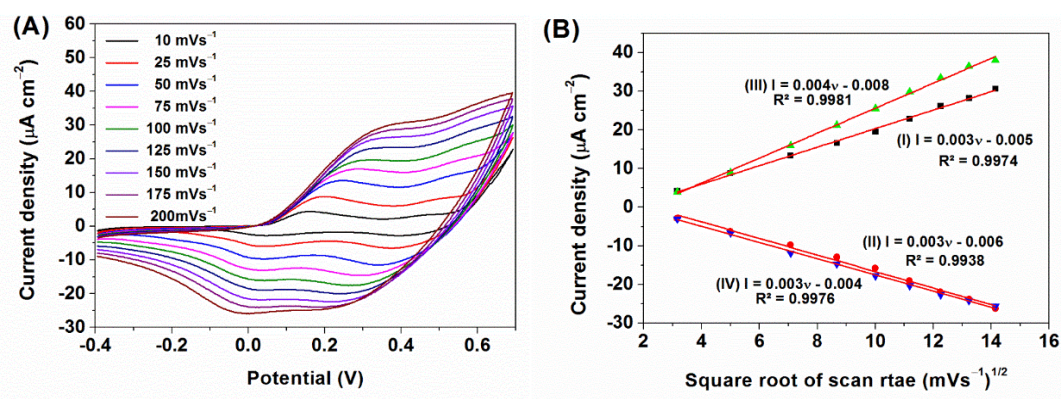 (A)
60
50
40
30
20
10
0
-10
-20
-30
Current density (μA cm⁻²)
10 mVs⁻¹
25 mVs⁻¹
50 mVs⁻¹
75 mVs⁻¹
100 mVs⁻¹
125 mVs⁻¹
150 mVs⁻¹
175 mVs⁻¹
200mVs⁻¹
-0.4 -0.2 0.0 0.2 0.4 0.6
Potential (V)
(B)
40
30
20
10
0
-10
-20
-30
Current density (μA cm⁻²)
(III) I = 0.004ν - 0.008
R² = 0.9981
(I) I = 0.003ν - 0.005
R² = 0.9974
(II) I = 0.003ν - 0.006
R² = 0.9938
(IV) I = 0.003ν - 0.004
R² = 0.9976
2 4 6 8 10 12 14 16
Square root of scan rtae (mVs⁻¹)¹/²